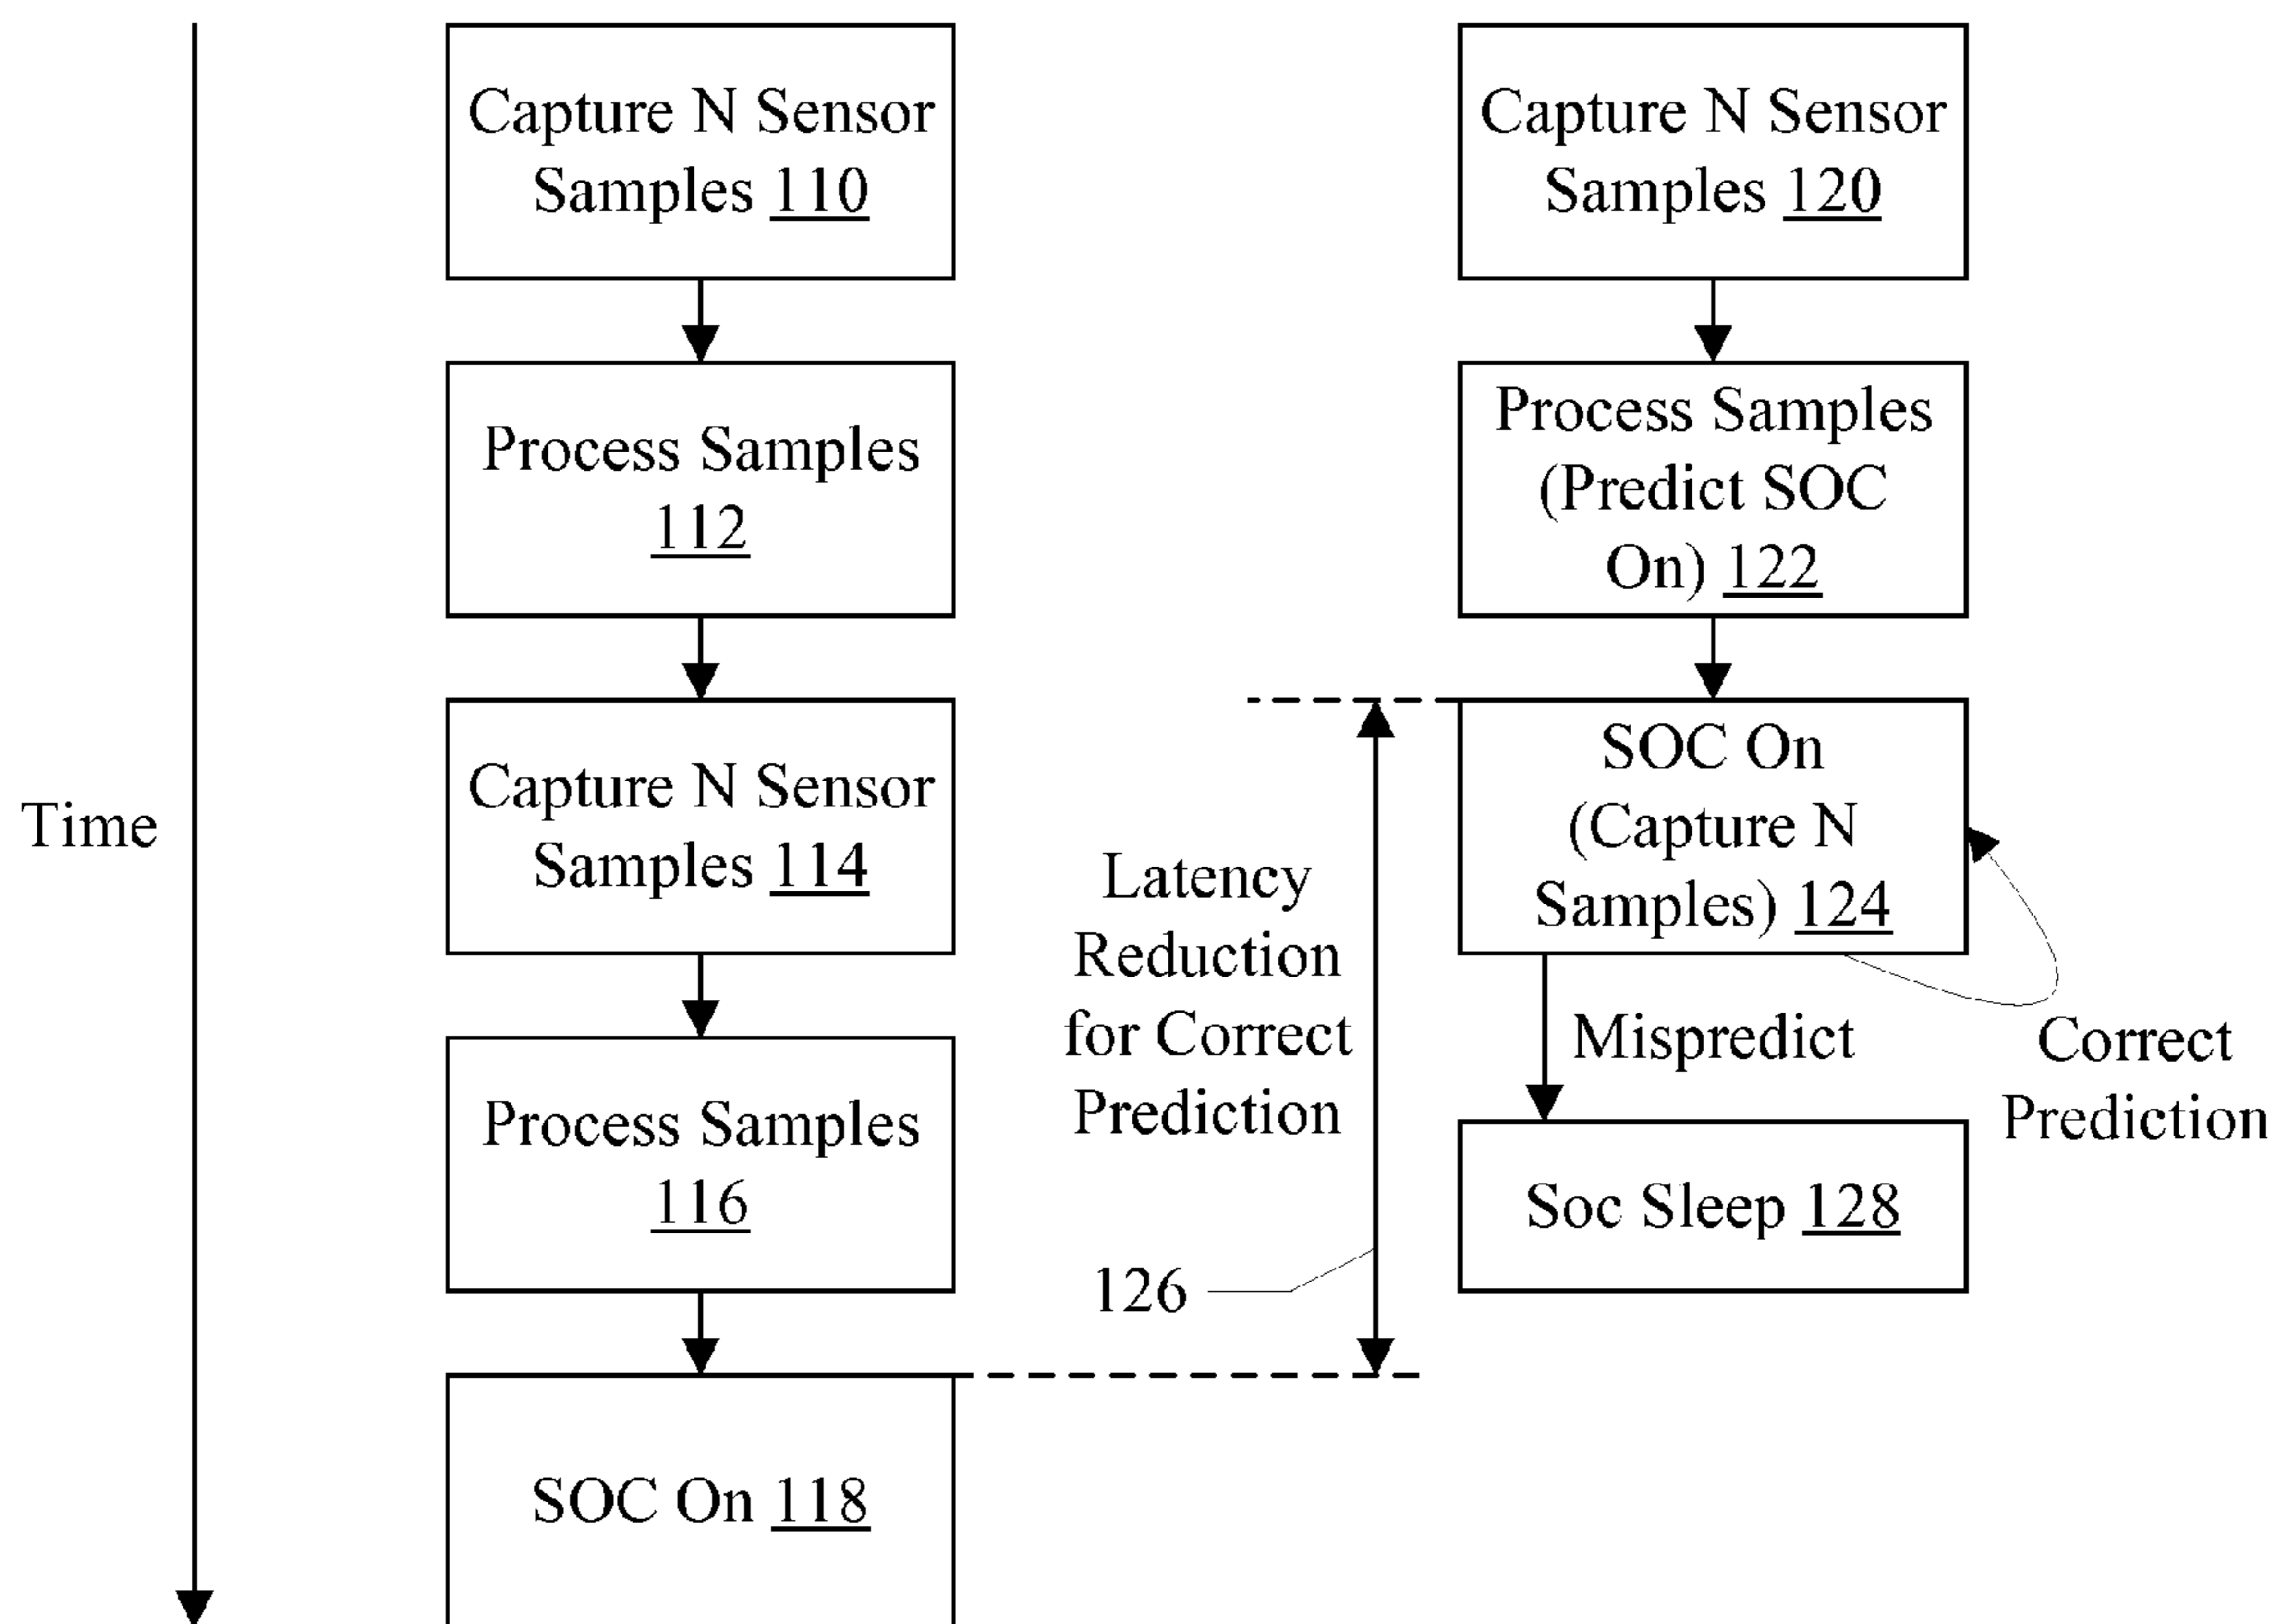 Time
Capture N Sensor
Samples 110
Process Samples
112
Capture N Sensor
Samples 114
Process Samples
116
SOC On 118
Latency
Reduction
for Correct
Prediction
126
Capture N Sensor
Samples 120
Process Samples
(Predict SOC
On) 122
SOC On
(Capture N
Samples) 124
Mispredict
Correct
Prediction
Soc Sleep 128